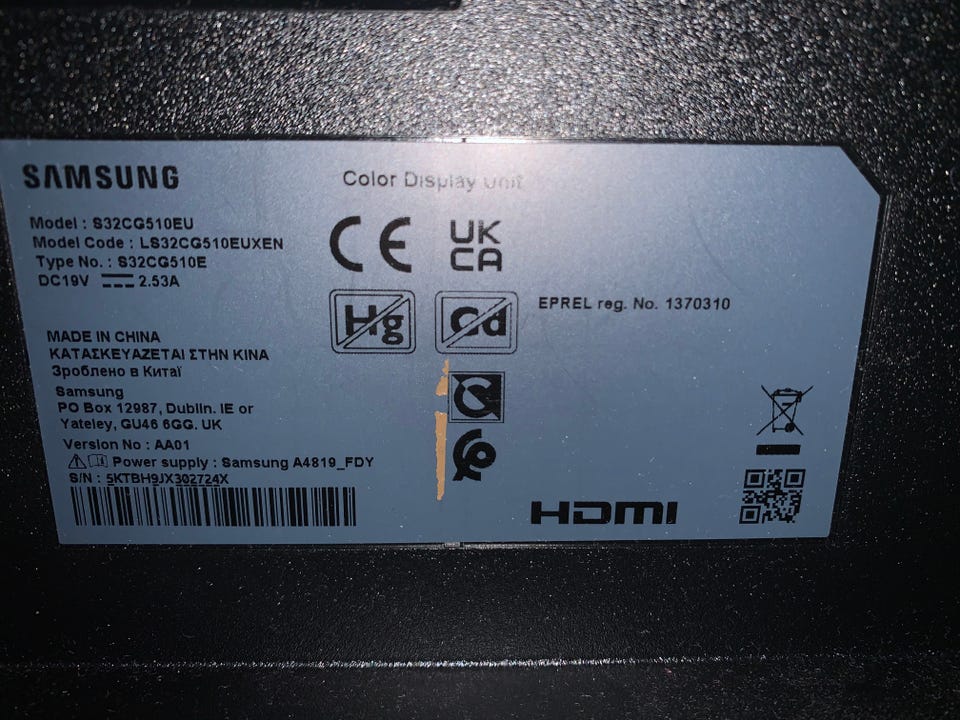 SAMSUNG
Color Display Unit
Model : S32CG510EU
Model Code : LS32CG510EUXEN
Type No. : S32CG510E
DC19V ⎓ 2.53A
CE
UK
CA
Hg
Cd
EPREL reg. No. 1370310
MADE IN CHINA
ΚΑΤΑΣΚΕΥΑΖΕΤΑΙ ΣΤΗΝ ΚΙΝΑ
Зроблено в Китаї
Samsung
PO Box 12987, Dublin. IE or
Yateley, GU46 6GG. UK
Version No : AA01
Power supply : Samsung A4819_FDY
S/N : 5KTBH9JX302724X
HDMI